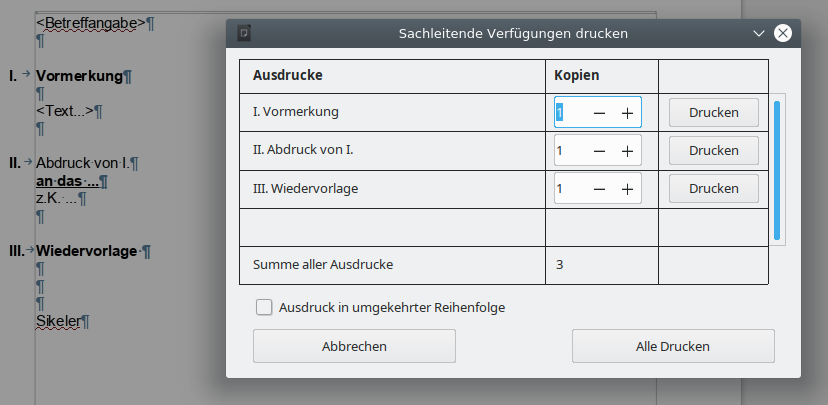 <Betreffangabe>¶
¶
I. → Vormerkung¶
¶
<Text...>¶
¶
II. → Abdruck·von·I.¶
an·das·...¶
z.K.·...¶
¶
III. → Wiedervorlage·¶
¶
¶
¶
Sikeler¶
Sachleitende Verfügungen drucken
Ausdrucke Kopien
I. Vormerkung 1 − + Drucken
II. Abdruck von I. 1 − + Drucken
III. Wiedervorlage 1 − + Drucken
Summe aller Ausdrucke 3
Ausdruck in umgekehrter Reihenfolge
Abbrechen Alle Drucken